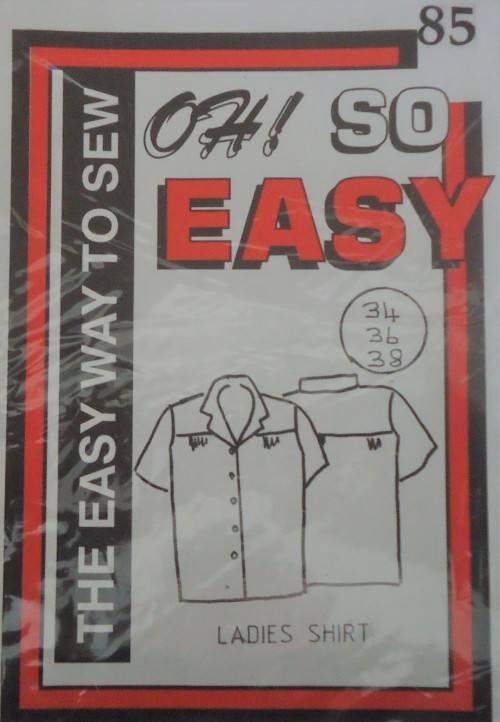 85
OH! SO
EASY
THE EASY WAY TO SEW
34
36
38
LADIES SHIRT